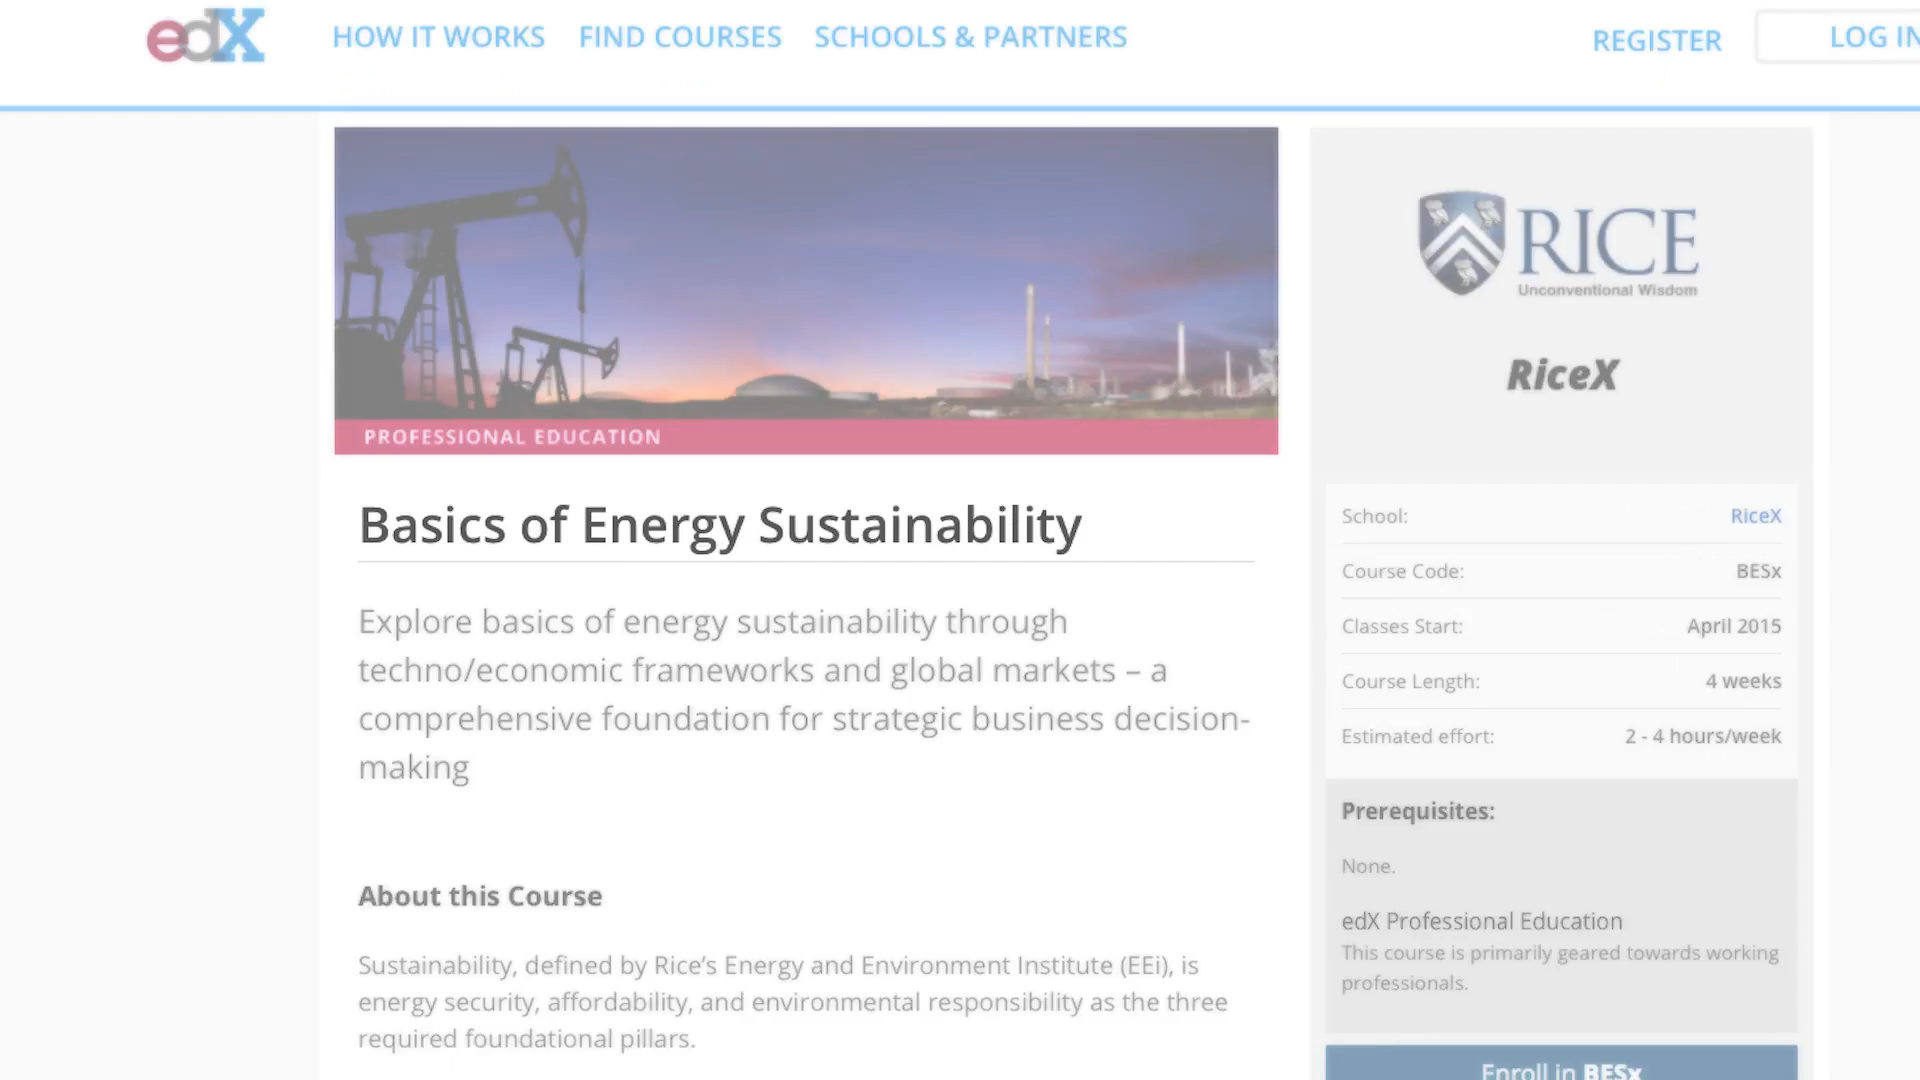 edX
HOW IT WORKS
FIND COURSES
SCHOOLS & PARTNERS
REGISTER
LOG IN
PROFESSIONAL EDUCATION
Basics of Energy Sustainability
Explore basics of energy sustainability through
techno/economic frameworks and global markets – a
comprehensive foundation for strategic business decision-
making
About this Course
Sustainability, defined by Rice’s Energy and Environment Institute (EEi), is
energy security, affordability, and environmental responsibility as the three
required foundational pillars.
RICE
Unconventional Wisdom
RiceX
School: RiceX
Course Code: BESx
Classes Start: April 2015
Course Length: 4 weeks
Estimated effort: 2 - 4 hours/week
Prerequisites:
None.
edX Professional Education
This course is primarily geared towards working
professionals.
Enroll in BESx